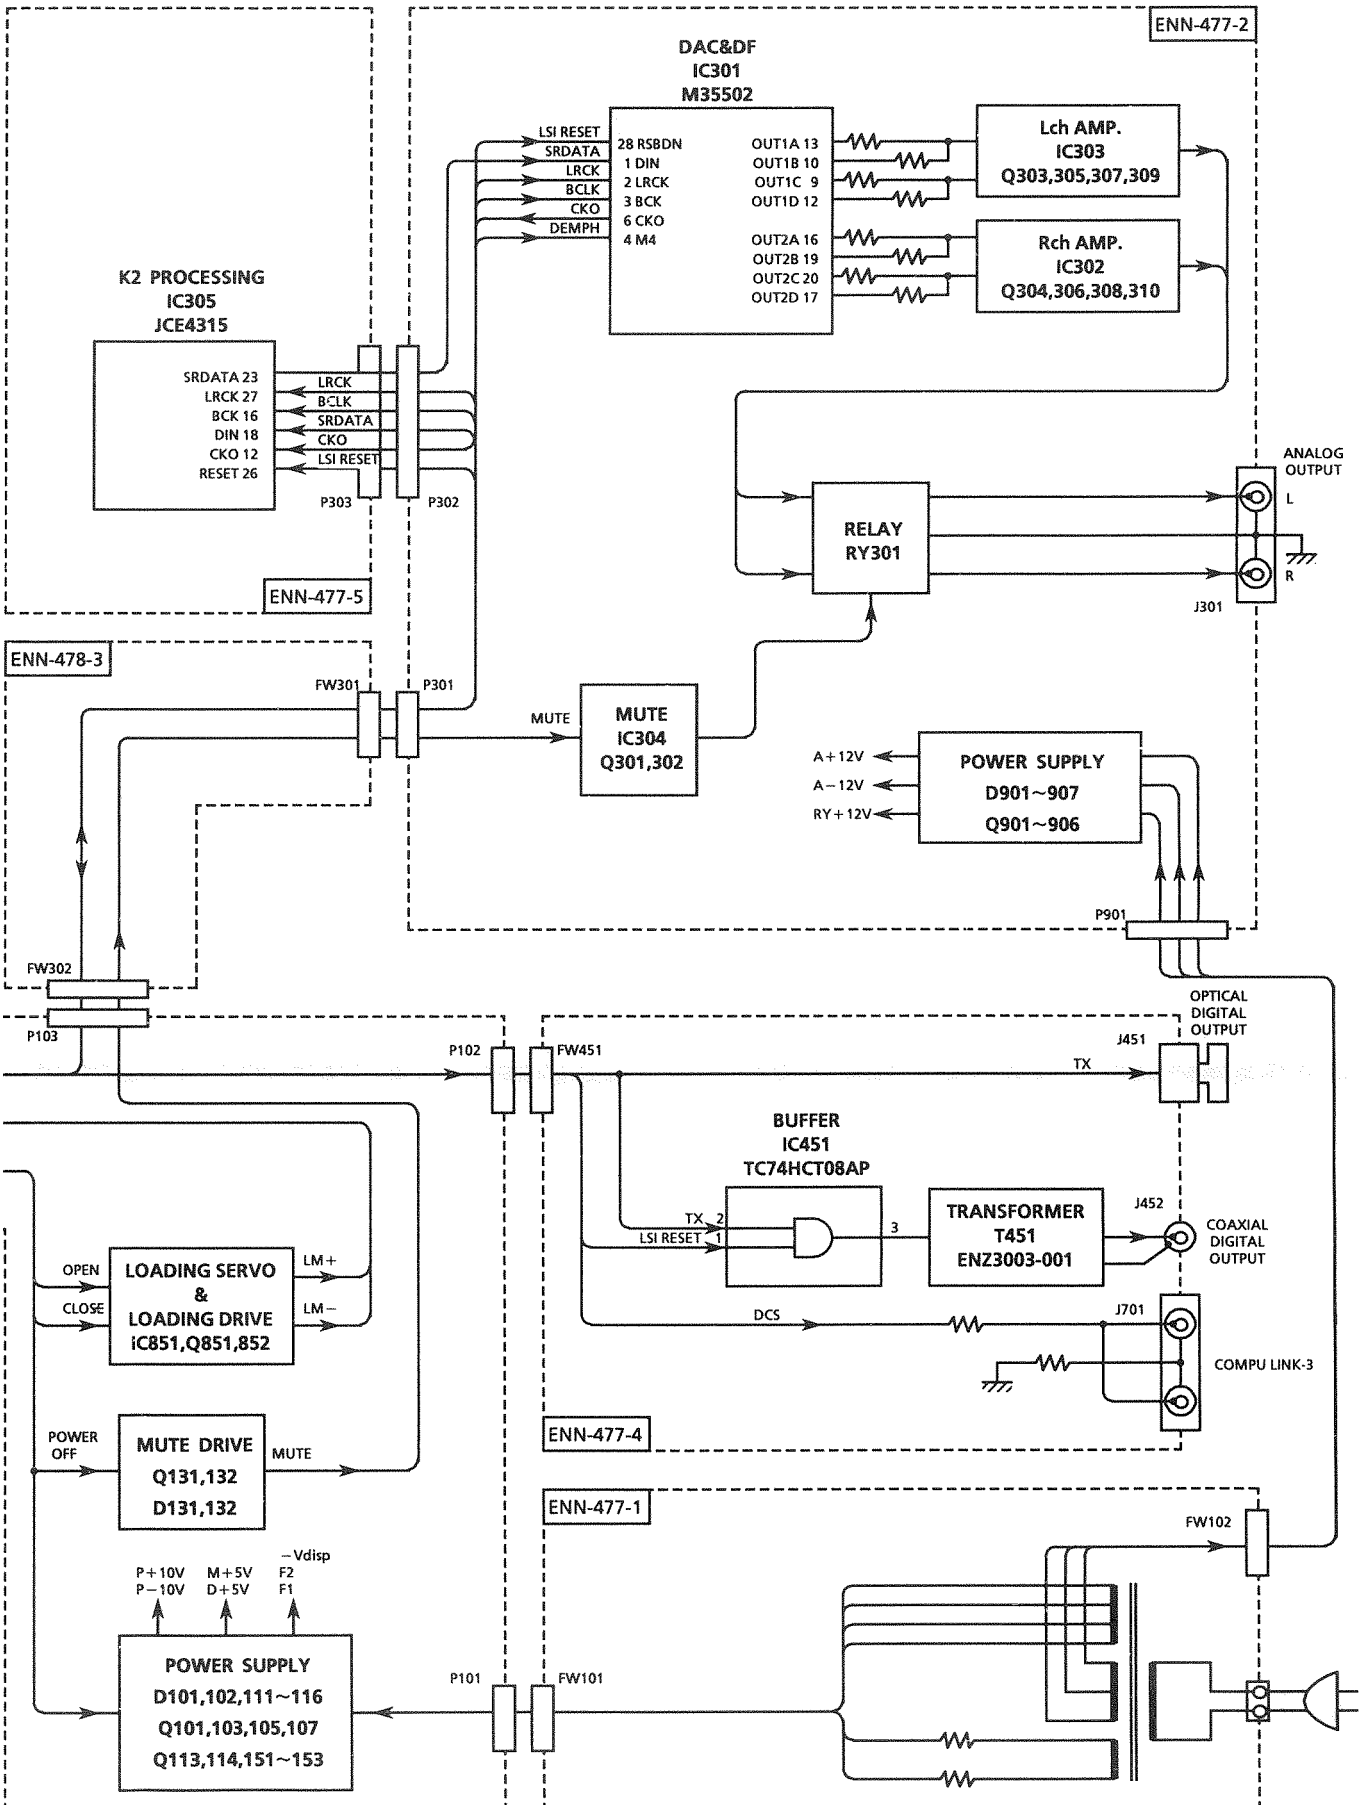 ENN-477-2
DAC&DF
IC301
M35502
LSI RESET
SRDATA
LRCK
BCLK
CKO
DEMPH
28 RSBDN
1 DIN
2 LRCK
3 BCK
6 CKO
4 M4
OUT1A 13
OUT1B 10
OUT1C 9
OUT1D 12
OUT2A 16
OUT2B 19
OUT2C 20
OUT2D 17
Lch AMP.
IC303
Q303,305,307,309
Rch AMP.
IC302
Q304,306,308,310
K2 PROCESSING
IC305
JCE4315
SRDATA 23
LRCK 27
BCK 16
DIN 18
CKO 12
RESET 26
LRCK
BCLK
SRDATA
CKO
LSI RESET
P303
P302
ENN-477-5
RELAY
RY301
ANALOG
OUTPUT
L
R
J301
ENN-478-3
FW301
P301
MUTE
MUTE
IC304
Q301,302
A+12V
A−12V
RY+12V
POWER SUPPLY
D901~907
Q901~906
P901
FW302
P103
P102
FW451
OPTICAL
DIGITAL
OUTPUT
J451
TX
BUFFER
IC451
TC74HCT08AP
TX 2
LSI RESET 1
3
TRANSFORMER
T451
ENZ3003-001
J452
COAXIAL
DIGITAL
OUTPUT
DCS
J701
COMPU LINK-3
ENN-477-4
OPEN
CLOSE
LOADING SERVO
&
LOADING DRIVE
iC851,Q851,852
LM+
LM−
POWER
OFF
MUTE DRIVE
Q131,132
D131,132
MUTE
ENN-477-1
FW102
−Vdisp
P+10V M+5V F2
P−10V D+5V F1
POWER SUPPLY
D101,102,111~116
Q101,103,105,107
Q113,114,151~153
P101
FW101